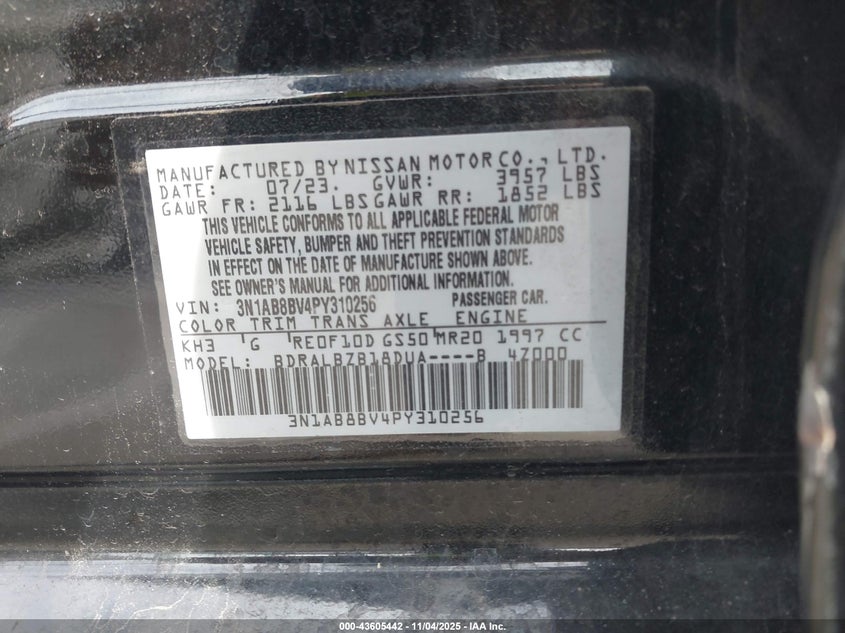 MANUFACTURED BY NISSAN MOTOR CO., LTD.
DATE: 07/23. GVWR: 3957 LBS
GAWR FR: 2116 LBS GAWR RR: 1852 LBS
THIS VEHICLE CONFORMS TO ALL APPLICABLE FEDERAL MOTOR
VEHICLE SAFETY, BUMPER AND THEFT PREVENTION STANDARDS
IN EFFECT ON THE DATE OF MANUFACTURE SHOWN ABOVE.
SEE OWNER'S MANUAL FOR ADDITIONAL INFORMATION.
VIN: 3N1AB8BV4PY310256 PASSENGER CAR.
COLOR TRIM TRANS AXLE ENGINE
KH3 G RE0F10D GS50 MR20 1997 CC
MODEL: BDRALBZB18DUA----B 4Z000
3N1AB8BV4PY310256
000-43605442 - 11/04/2025 - IAA Inc.